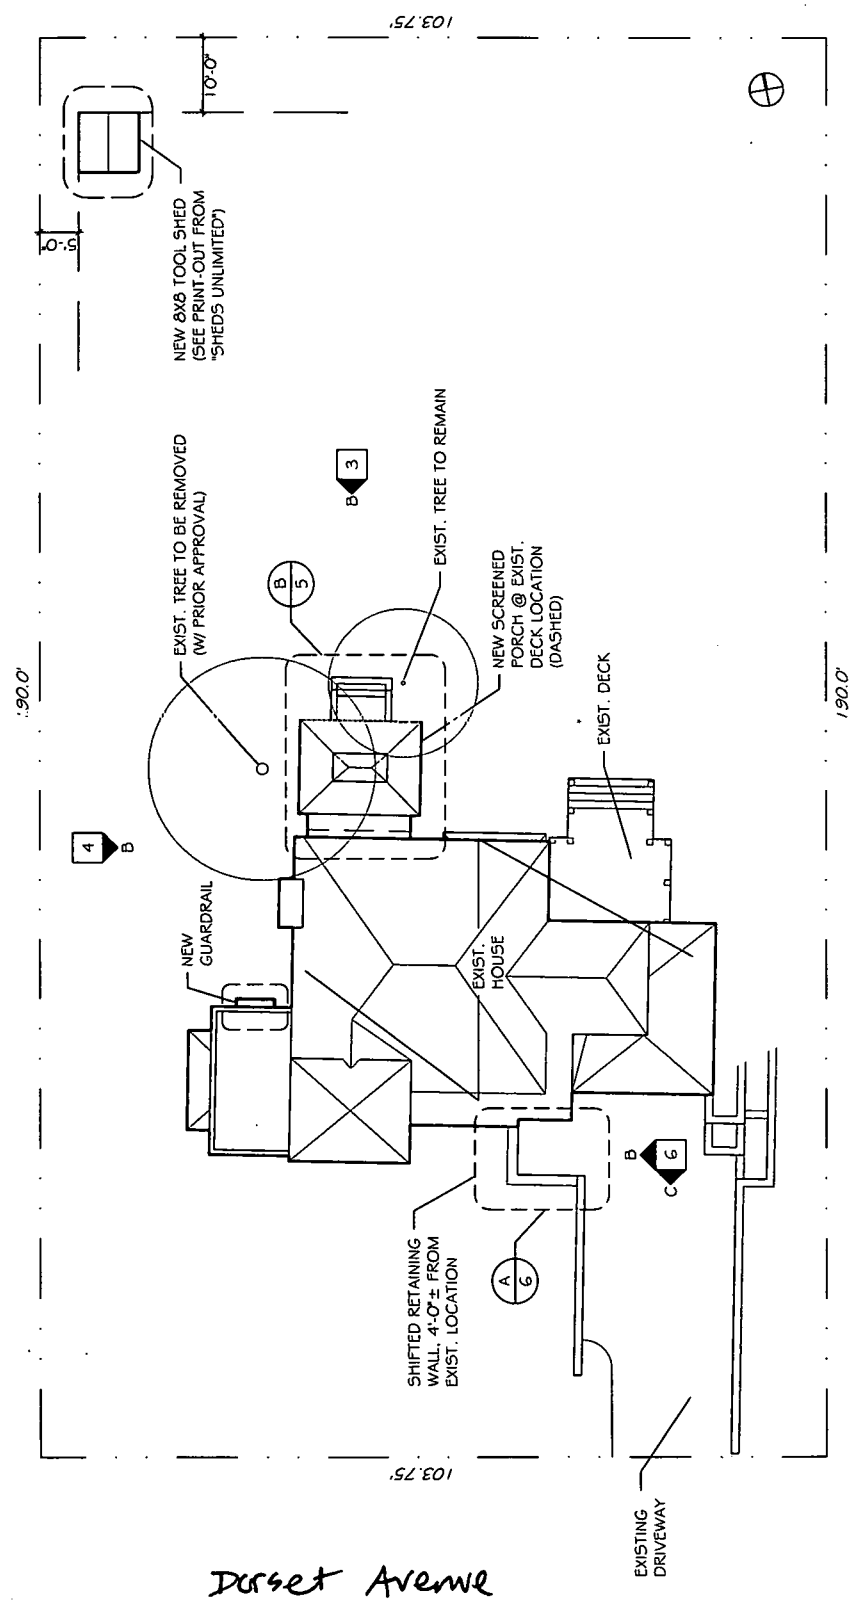 103.75'
10'-0"
5'-0"
NEW 8X8 TOOL SHED
(SEE PRINT-OUT FROM
"SHEDS UNLIMITED")
EXIST. TREE TO BE REMOVED
(W/ PRIOR APPROVAL)
3
B
EXIST. TREE TO REMAIN
B
5
NEW SCREENED
PORCH @ EXIST.
DECK LOCATION
(DASHED)
190.0'
190.0'
EXIST. DECK
4
B
NEW
GUARDRAIL
EXIST.
HOUSE
B
6
C
SHIFTED RETAINING
WALL, 4'-0"± FROM
EXIST. LOCATION
A
6
103.75'
EXISTING
DRIVEWAY
Dorset Avenue